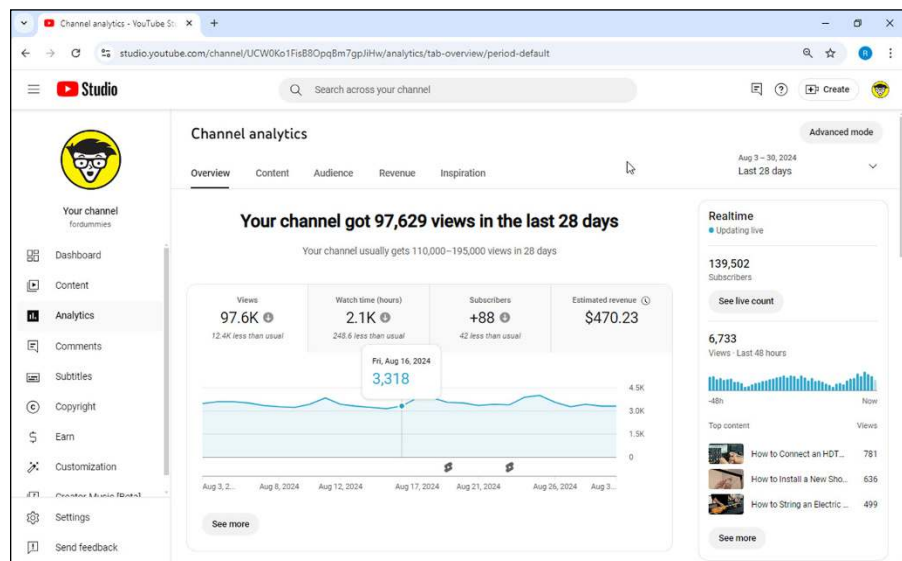 Channel analytics - YouTube St
studio.youtube.com/channel/UCW0Ko1FisB8OpqBm7gpJiHw/analytics/tab-overview/period-default
R
Studio
Search across your channel
Create
Your channel
fordummies
Dashboard
Content
Analytics
Comments
Subtitles
Copyright
Earn
Customization
Settings
Send feedback
Channel analytics
Advanced mode
Overview Content Audience Revenue Inspiration
Aug 3 – 30, 2024
Last 28 days
Your channel got 97,629 views in the last 28 days
Your channel usually gets 110,000–195,000 views in 28 days
Views
97.6K
12.4K less than usual
Watch time (hours)
2.1K
248.6 less than usual
Subscribers
+88
42 less than usual
Estimated revenue
$470.23
Fri, Aug 16, 2024
3,318
4.5K
3.0K
1.5K
0
Aug 3, 2... Aug 8, 2024 Aug 12, 2024 Aug 17, 2024 Aug 21, 2024 Aug 26, 2024 Aug 3...
See more
Realtime
Updating live
139,502
Subscribers
See live count
6,733
Views · Last 48 hours
-48h Now
Top content Views
How to Connect an HDT... 781
How to Install a New Sho... 636
How to String an Electric ... 499
See more